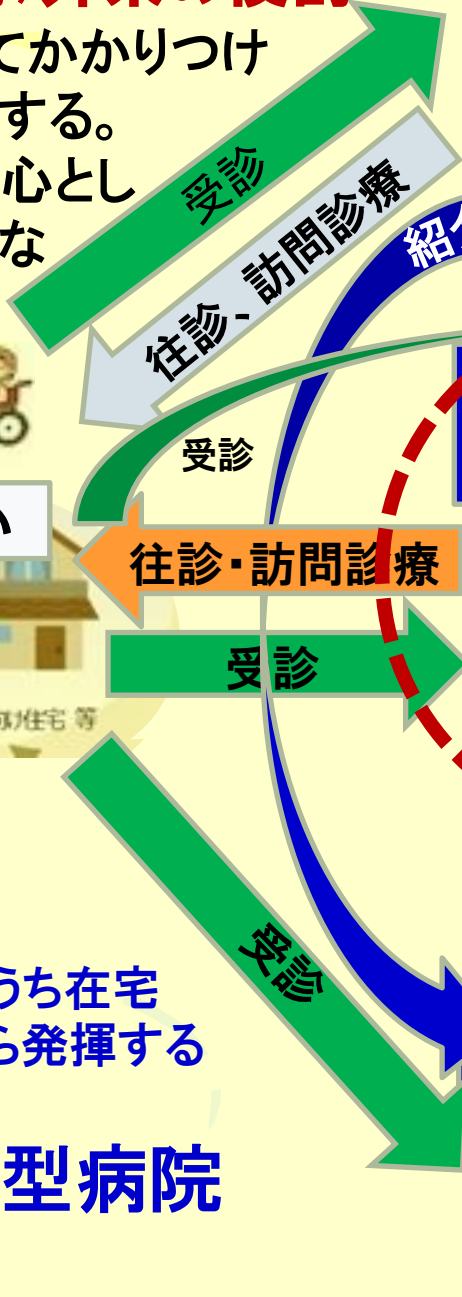 てかかりつけ
する。
心とし
な
受診
往診、訪問診療
紹
受診
い
往診・訪問診療
受診
け住宅 等
受診
うち在宅
ら発揮する
型病院